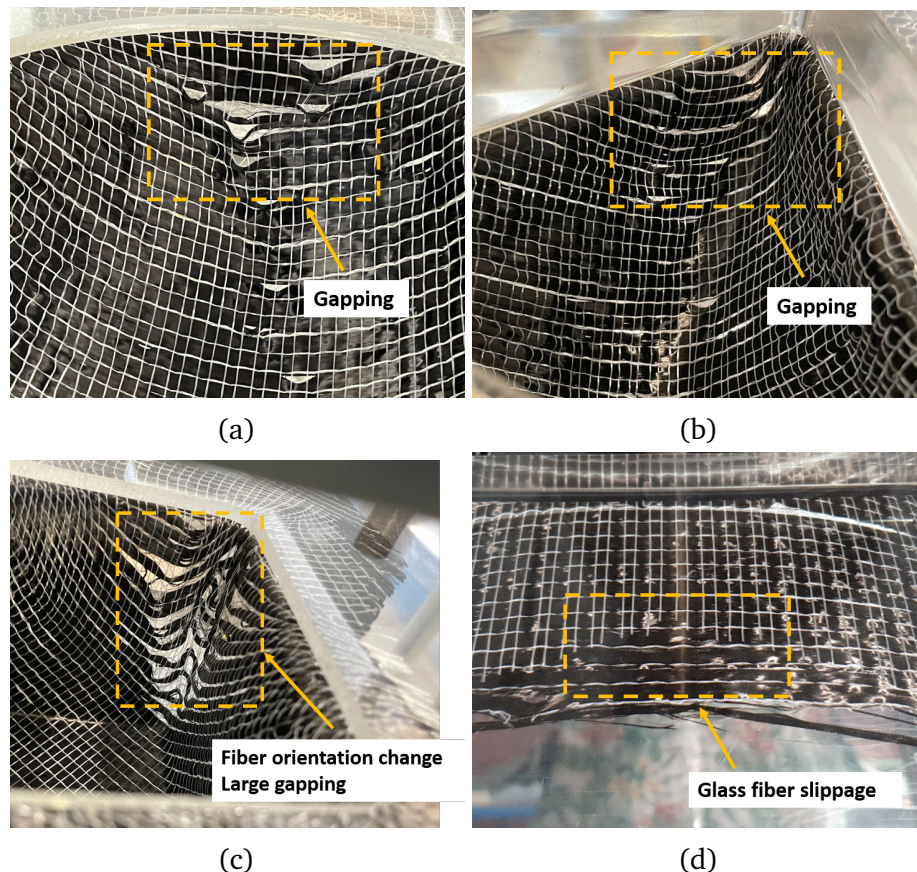 Gapping
Gapping
(a)
(b)
Fiber orientation change
Large gapping
Glass fiber slippage
(c)
(d)